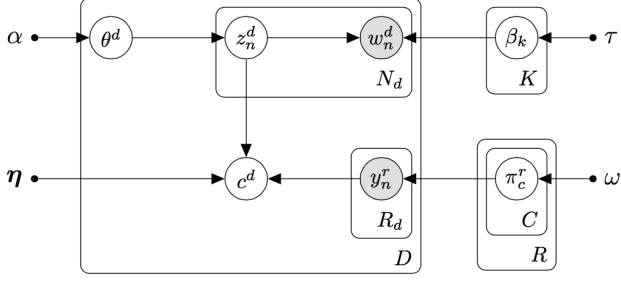 α θ^d z_n^d w_n^d β_k τ
N_d K
η c^d y_n^r π_c^r ω
R_d C
D R